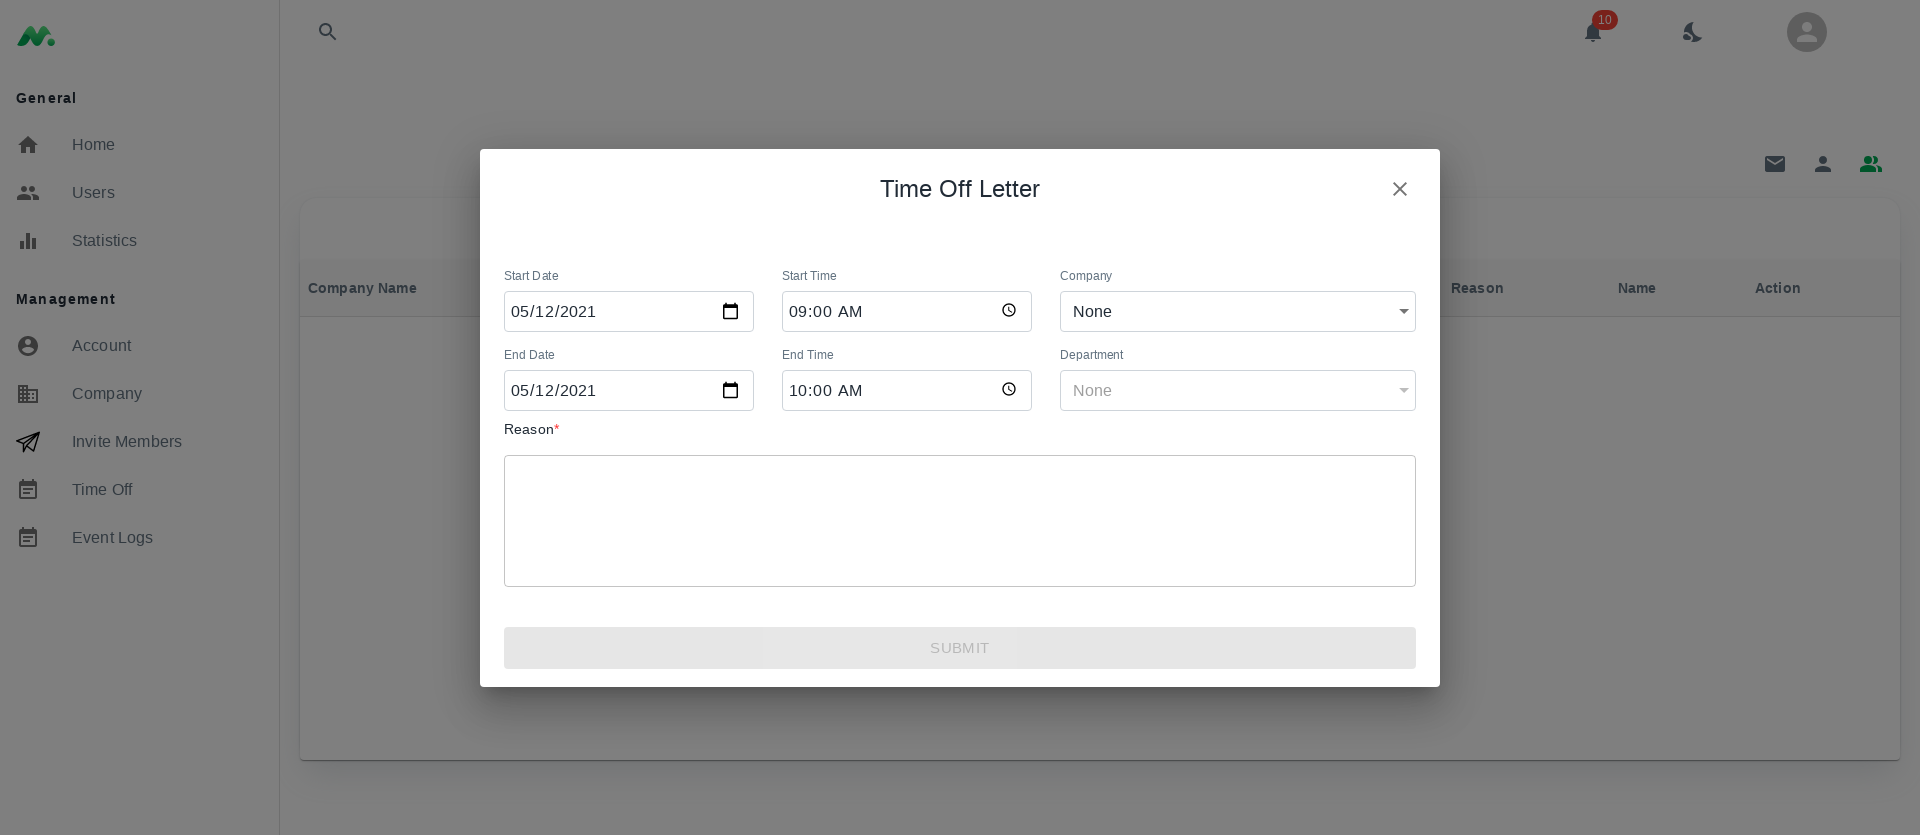 10
General
Home
Users
Statistics
Management
Account
Company
Invite Members
Time Off
Event Logs
Company Name
Reason
Name
Action
Time Off Letter
Start Date
Start Time
Company
05/12/2021
09:00 AM
None
End Date
End Time
Department
05/12/2021
10:00 AM
None
Reason*
SUBMIT